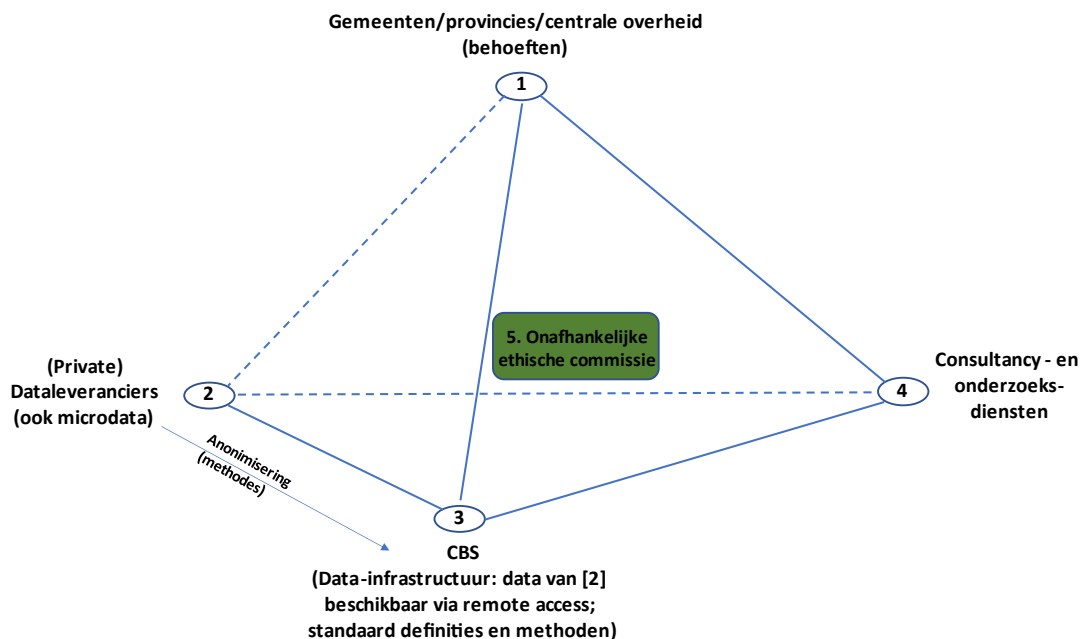 Gemeenten/provincies/centrale overheid
(behoeften)
1
5. Onafhankelijke
ethische commissie
(Private)
Dataleveranciers
(ook microdata)
2
4
Consultancy - en
onderzoeks-
diensten
Anonimisering
(methodes)
3
CBS
(Data-infrastructuur: data van [2]
beschikbaar via remote access;
standaard definities en methoden)